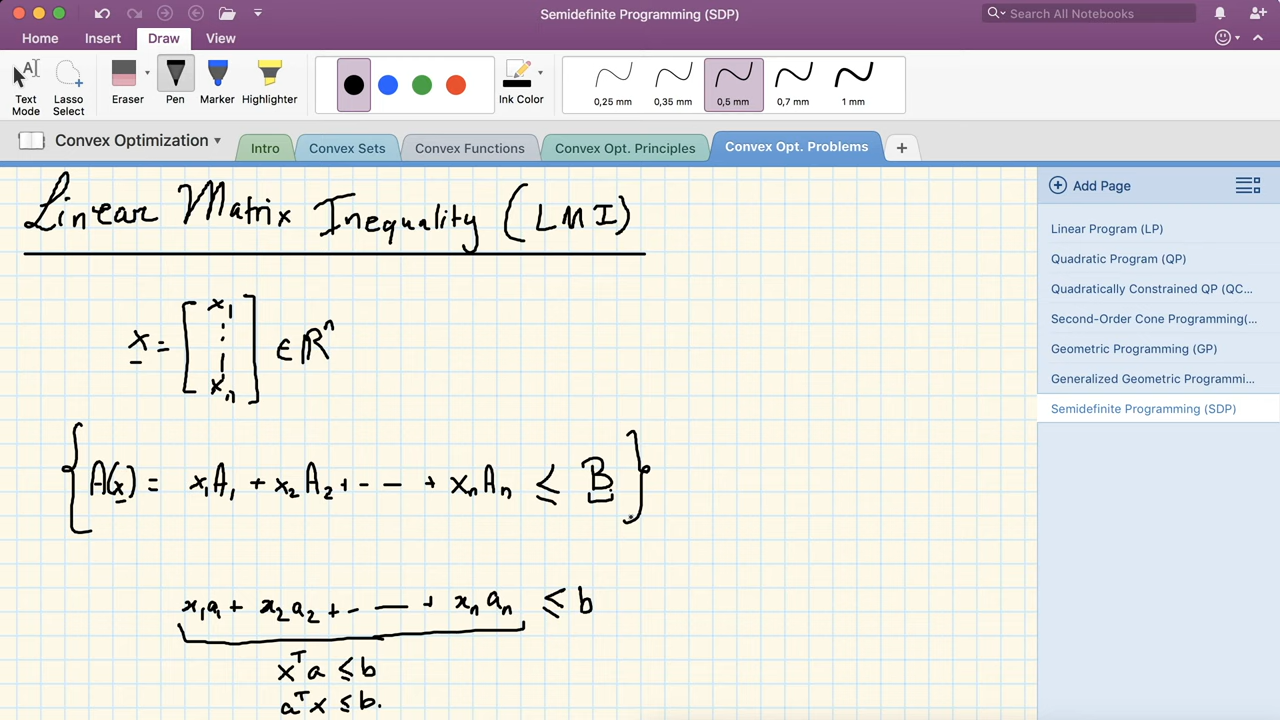 Semidefinite Programming (SDP)
Search All Notebooks
Home Insert Draw View
Text Mode
Lasso Select
Eraser
Pen
Marker
Highlighter
Ink Color
0,25 mm
0,35 mm
0,5 mm
0,7 mm
1 mm
Convex Optimization
Intro
Convex Sets
Convex Functions
Convex Opt. Principles
Convex Opt. Problems
Add Page
Linear Program (LP)
Quadratic Program (QP)
Quadratically Constrained QP (QC...
Second-Order Cone Programming(...
Geometric Programming (GP)
Generalized Geometric Programmi...
Semidefinite Programming (SDP)
Linear Matrix Inequality (LMI)
x = [x₁ ⋮ xₙ] ∈ ℝⁿ
{A(x) = x₁A₁ + x₂A₂ + - — + xₙAₙ ≤ B}
x₁a₁ + x₂a₂ + - — + xₙaₙ ≤ b
xᵀa ≤ b
aᵀx ≤ b.